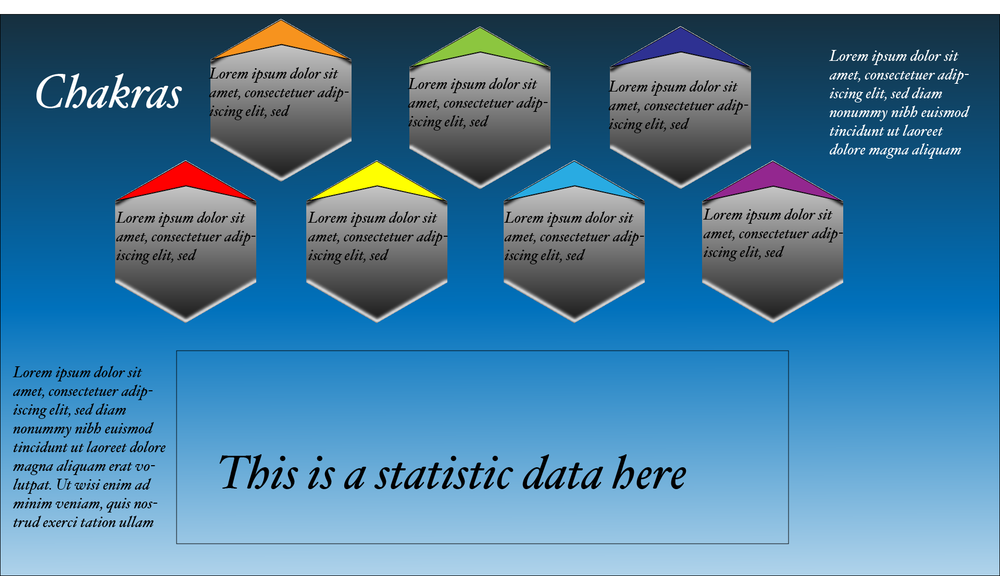 Chakras
Lorem ipsum dolor sit
amet, consectetuer adip-
iscing elit, sed
Lorem ipsum dolor sit
amet, consectetuer adip-
iscing elit, sed
Lorem ipsum dolor sit
amet, consectetuer adip-
iscing elit, sed
Lorem ipsum dolor sit
amet, consectetuer adip-
iscing elit, sed diam
nonummy nibh euismod
tincidunt ut laoreet
dolore magna aliquam
Lorem ipsum dolor sit
amet, consectetuer adip-
iscing elit, sed
Lorem ipsum dolor sit
amet, consectetuer adip-
iscing elit, sed
Lorem ipsum dolor sit
amet, consectetuer adip-
iscing elit, sed
Lorem ipsum dolor sit
amet, consectetuer adip-
iscing elit, sed
Lorem ipsum dolor sit
amet, consectetuer adip-
iscing elit, sed diam
nonummy nibh euismod
tincidunt ut laoreet dolore
magna aliquam erat vo-
lutpat. Ut wisi enim ad
minim veniam, quis nos-
trud exerci tation ullam
This is a statistic data here